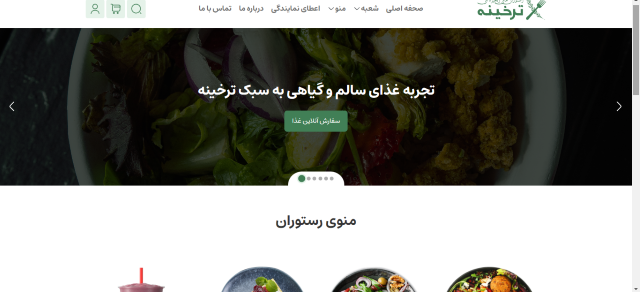 ترخینه
صفحه اصلی شعبه منو اعطای نمایندگی درباره ما تماس با ما
تجربه غذای سالم و گیاهی به سبک ترخینه
سفارش آنلاین غذا
منوی رستوران